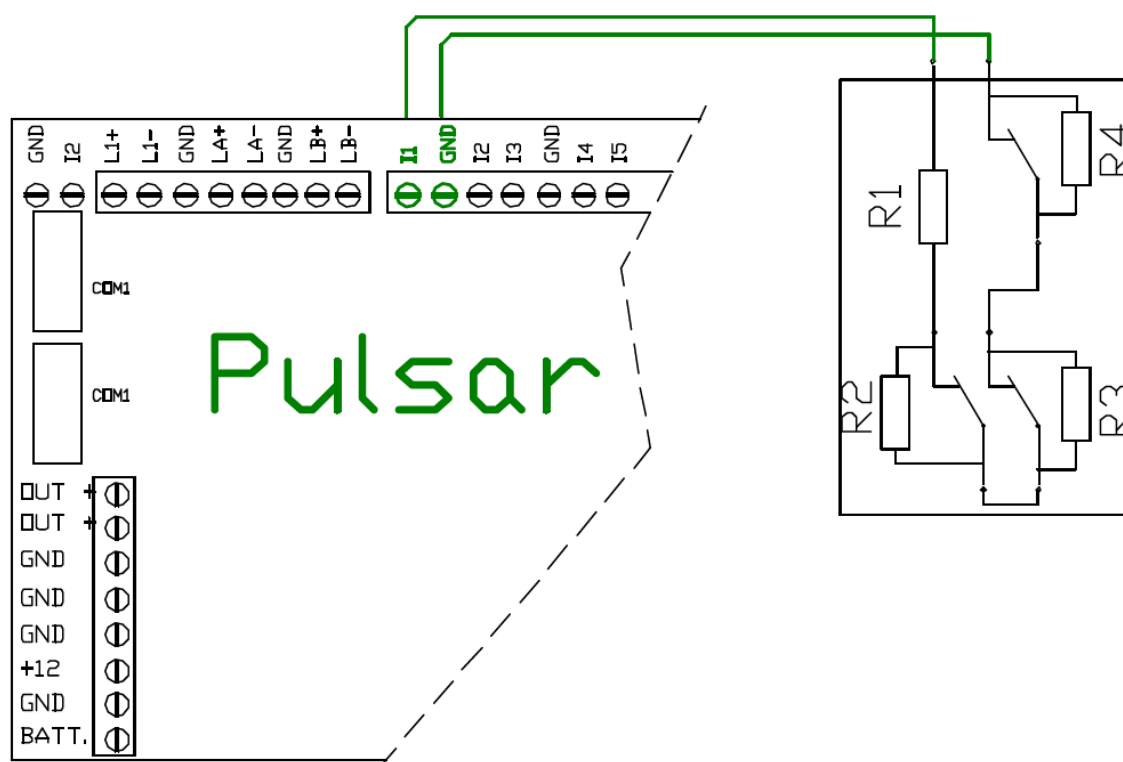 GND I2 L1+ L1- GND LA+ LA- GND LB+ LB- I1 GND I2 I3 GND I4 I5
R4
R1
COM1
Pulsar
COM1
R2 R3
OUT +
OUT +
GND
GND
GND
+12
GND
BATT.